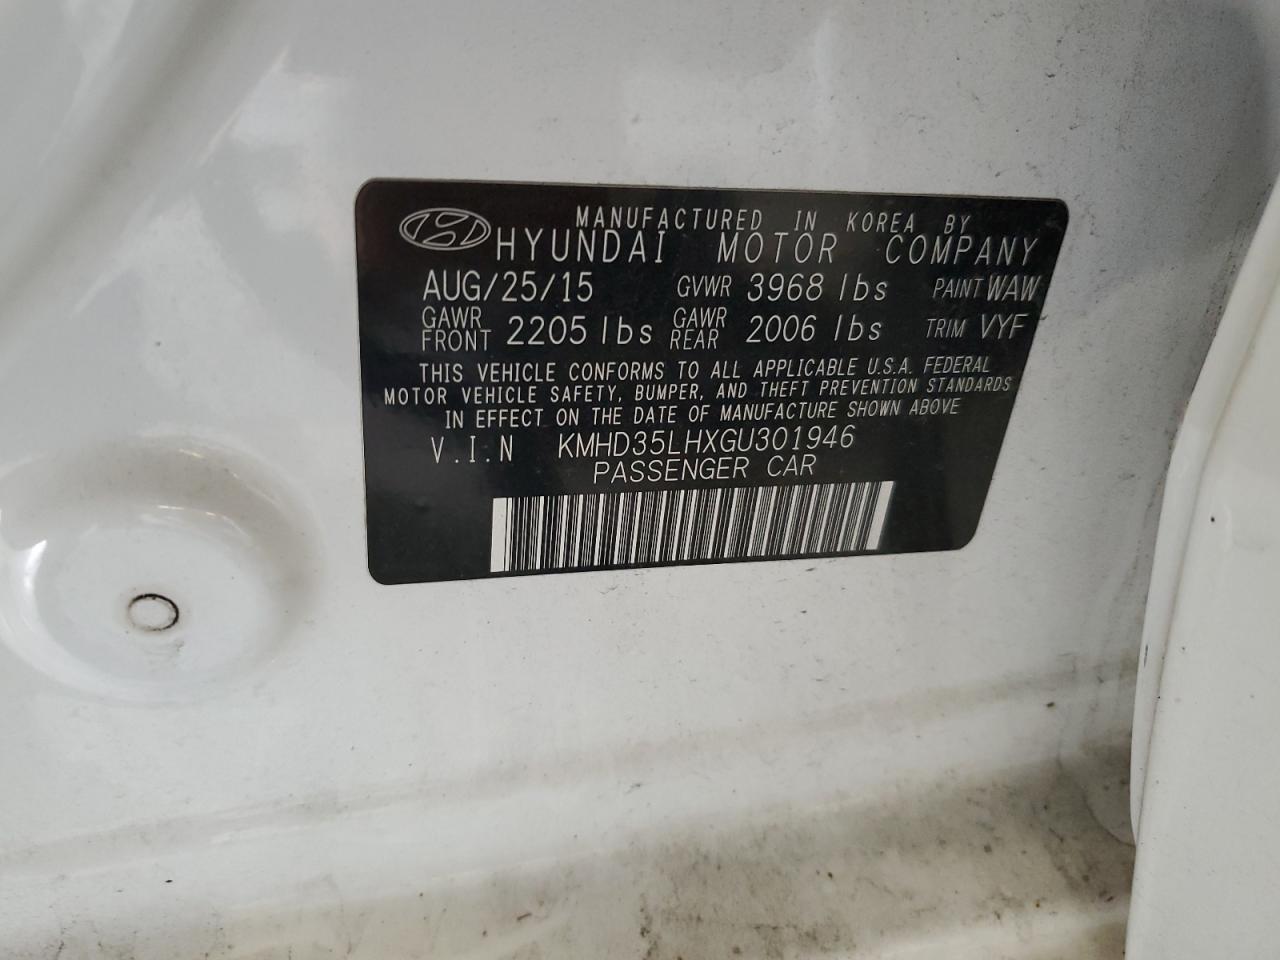 MANUFACTURED IN KOREA BY
HYUNDAI MOTOR COMPANY
AUG/25/15 GVWR 3968 lbs PAINT WAW
GAWR FRONT 2205 lbs GAWR REAR 2006 lbs TRIM VYF
THIS VEHICLE CONFORMS TO ALL APPLICABLE U.S.A. FEDERAL
MOTOR VEHICLE SAFETY, BUMPER, AND THEFT PREVENTION STANDARDS
IN EFFECT ON THE DATE OF MANUFACTURE SHOWN ABOVE
V.I.N KMHD35LHXGU301946
PASSENGER CAR